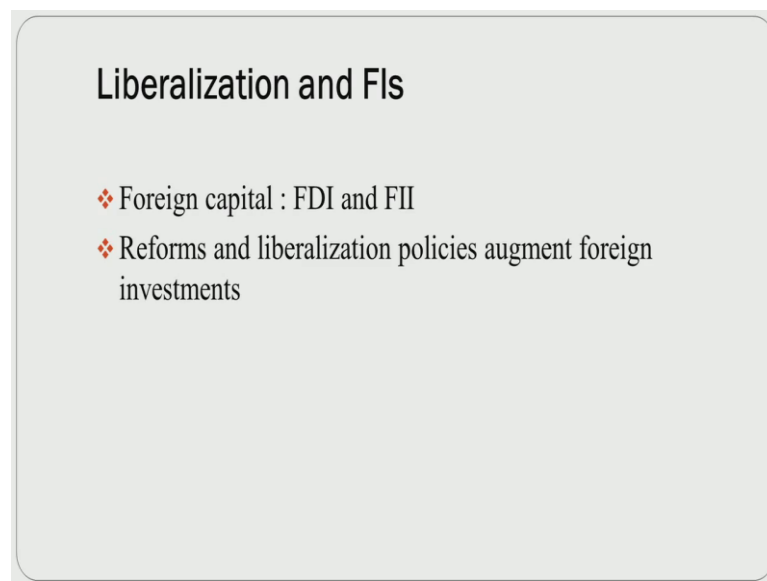 Liberalization and FIs
❖ Foreign capital : FDI and FII
❖ Reforms and liberalization policies augment foreign
investments